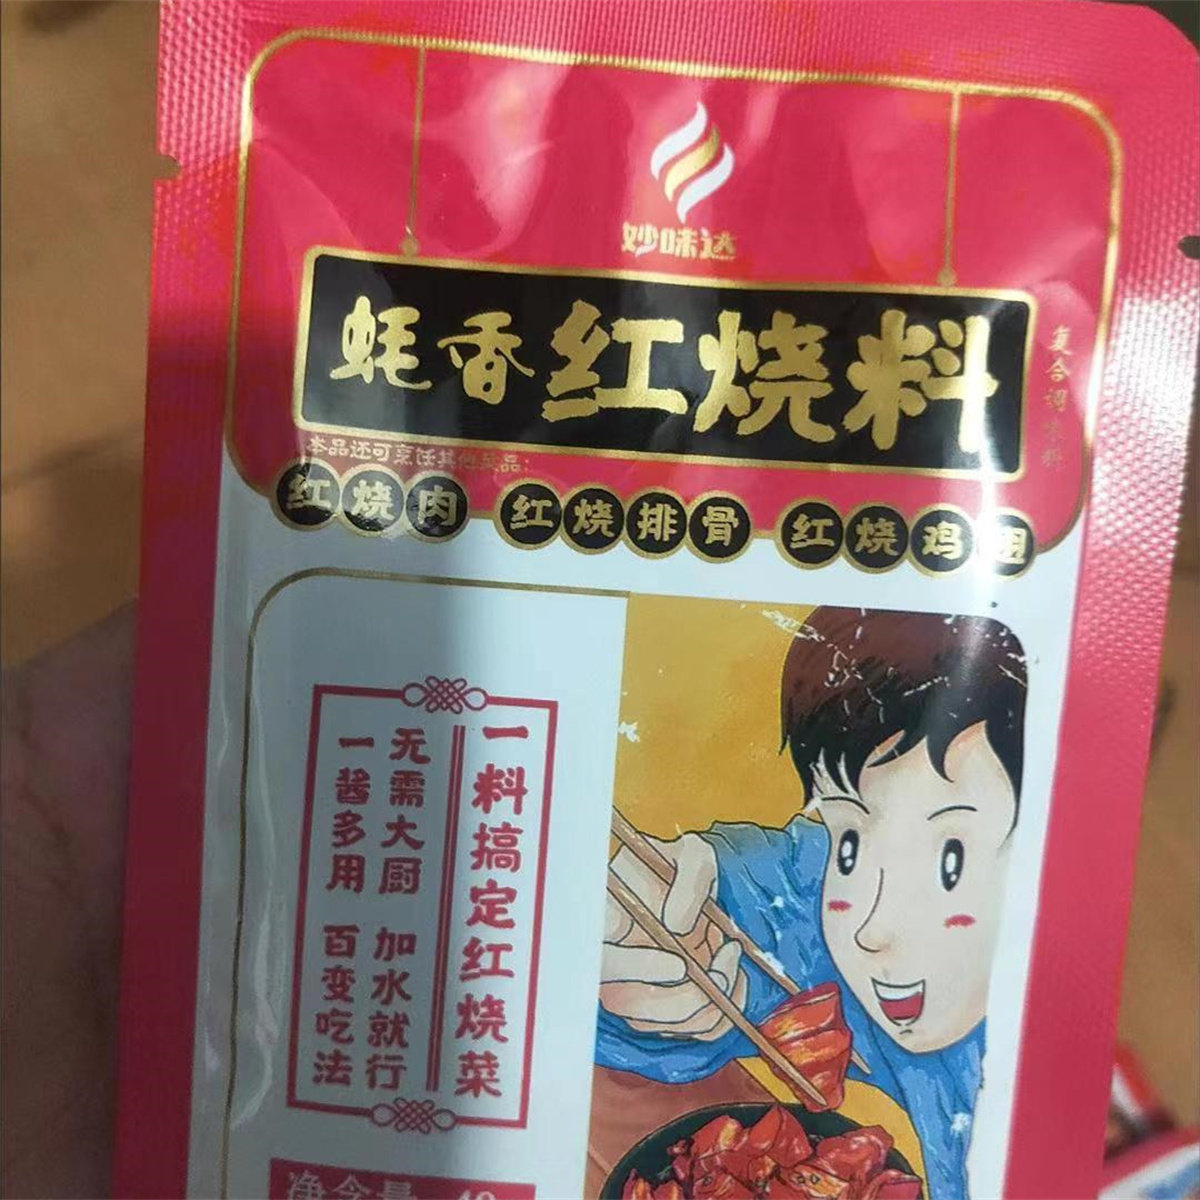 妙味达
蚝香红烧料
复合调味料
本品还可烹饪其他菜品:
红烧肉 红烧排骨 红烧鸡翅
一料搞定红烧菜
无需大厨 加水就行
一酱多用 百变吃法
净含量